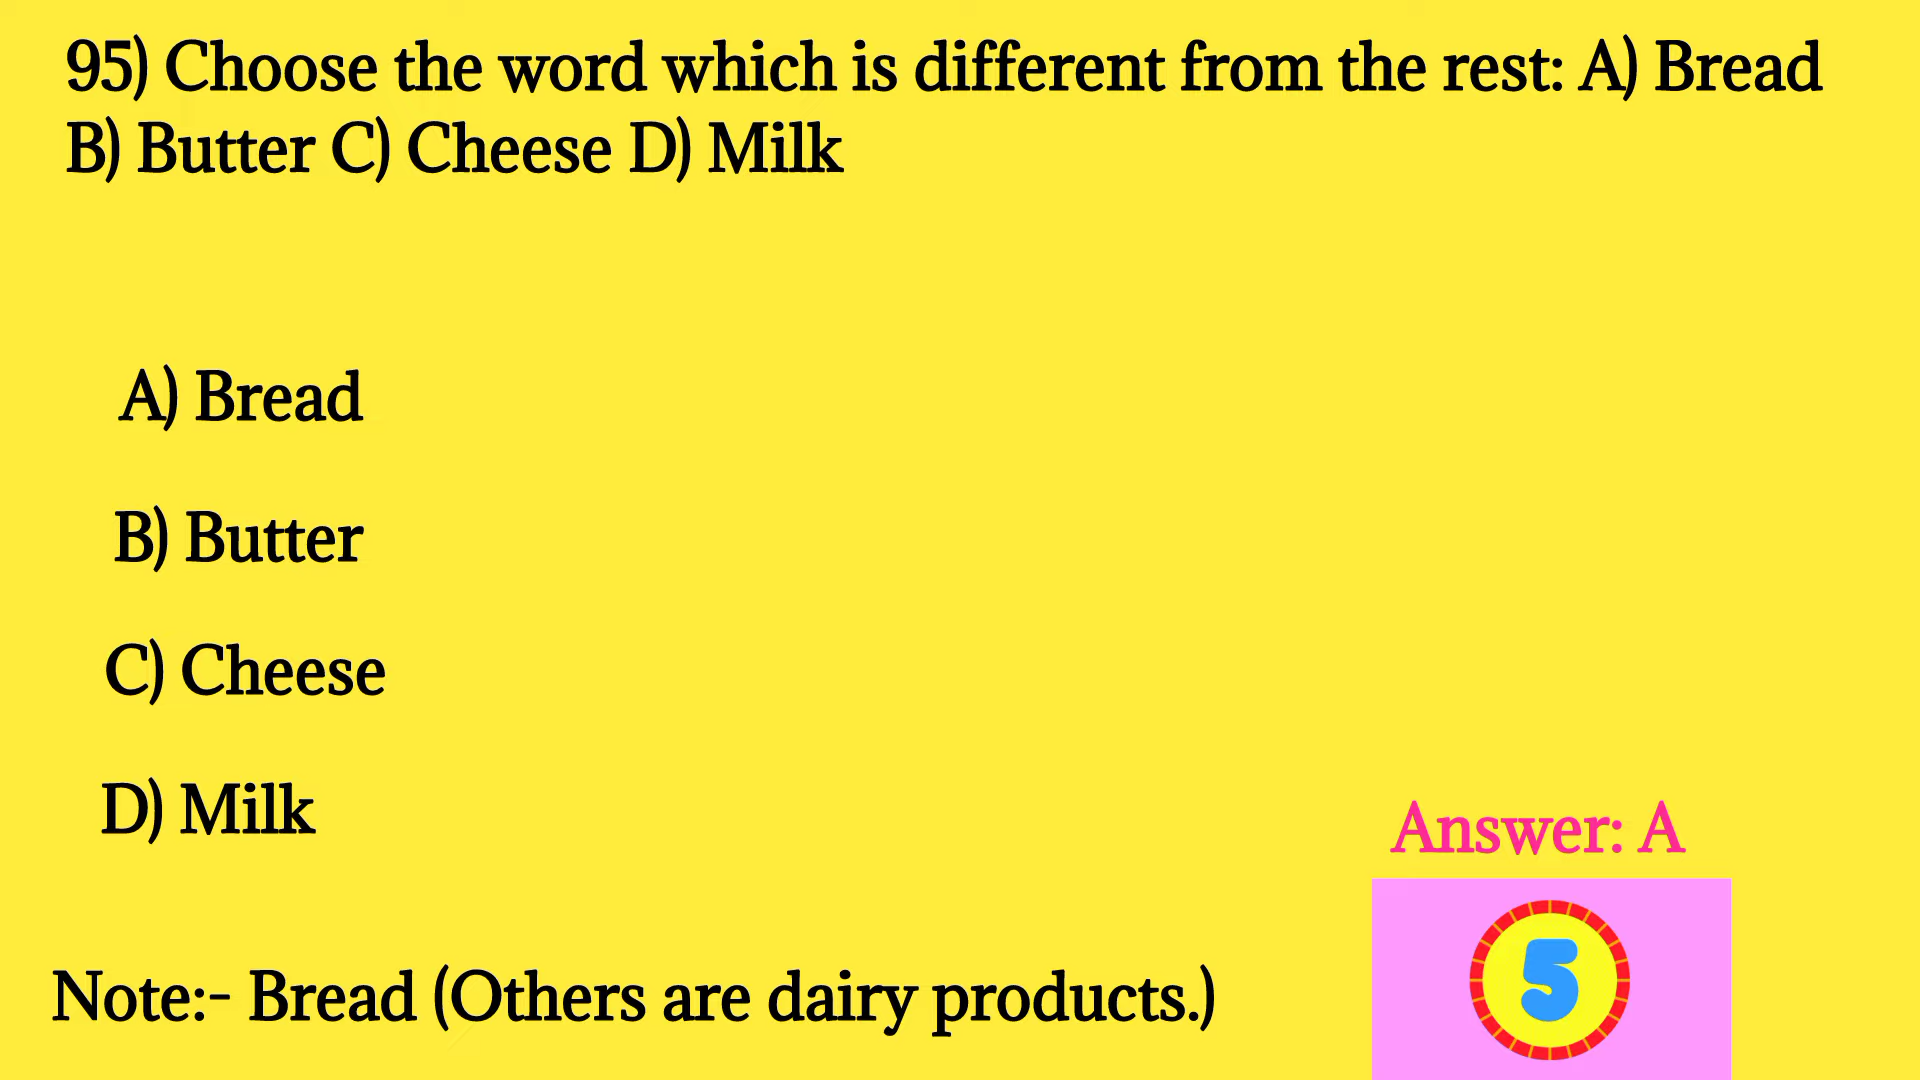 95) Choose the word which is different from the rest: A) Bread
B) Butter C) Cheese D) Milk
A) Bread
B) Butter
C) Cheese
D) Milk
Answer: A
5
Note:- Bread (Others are dairy products.)